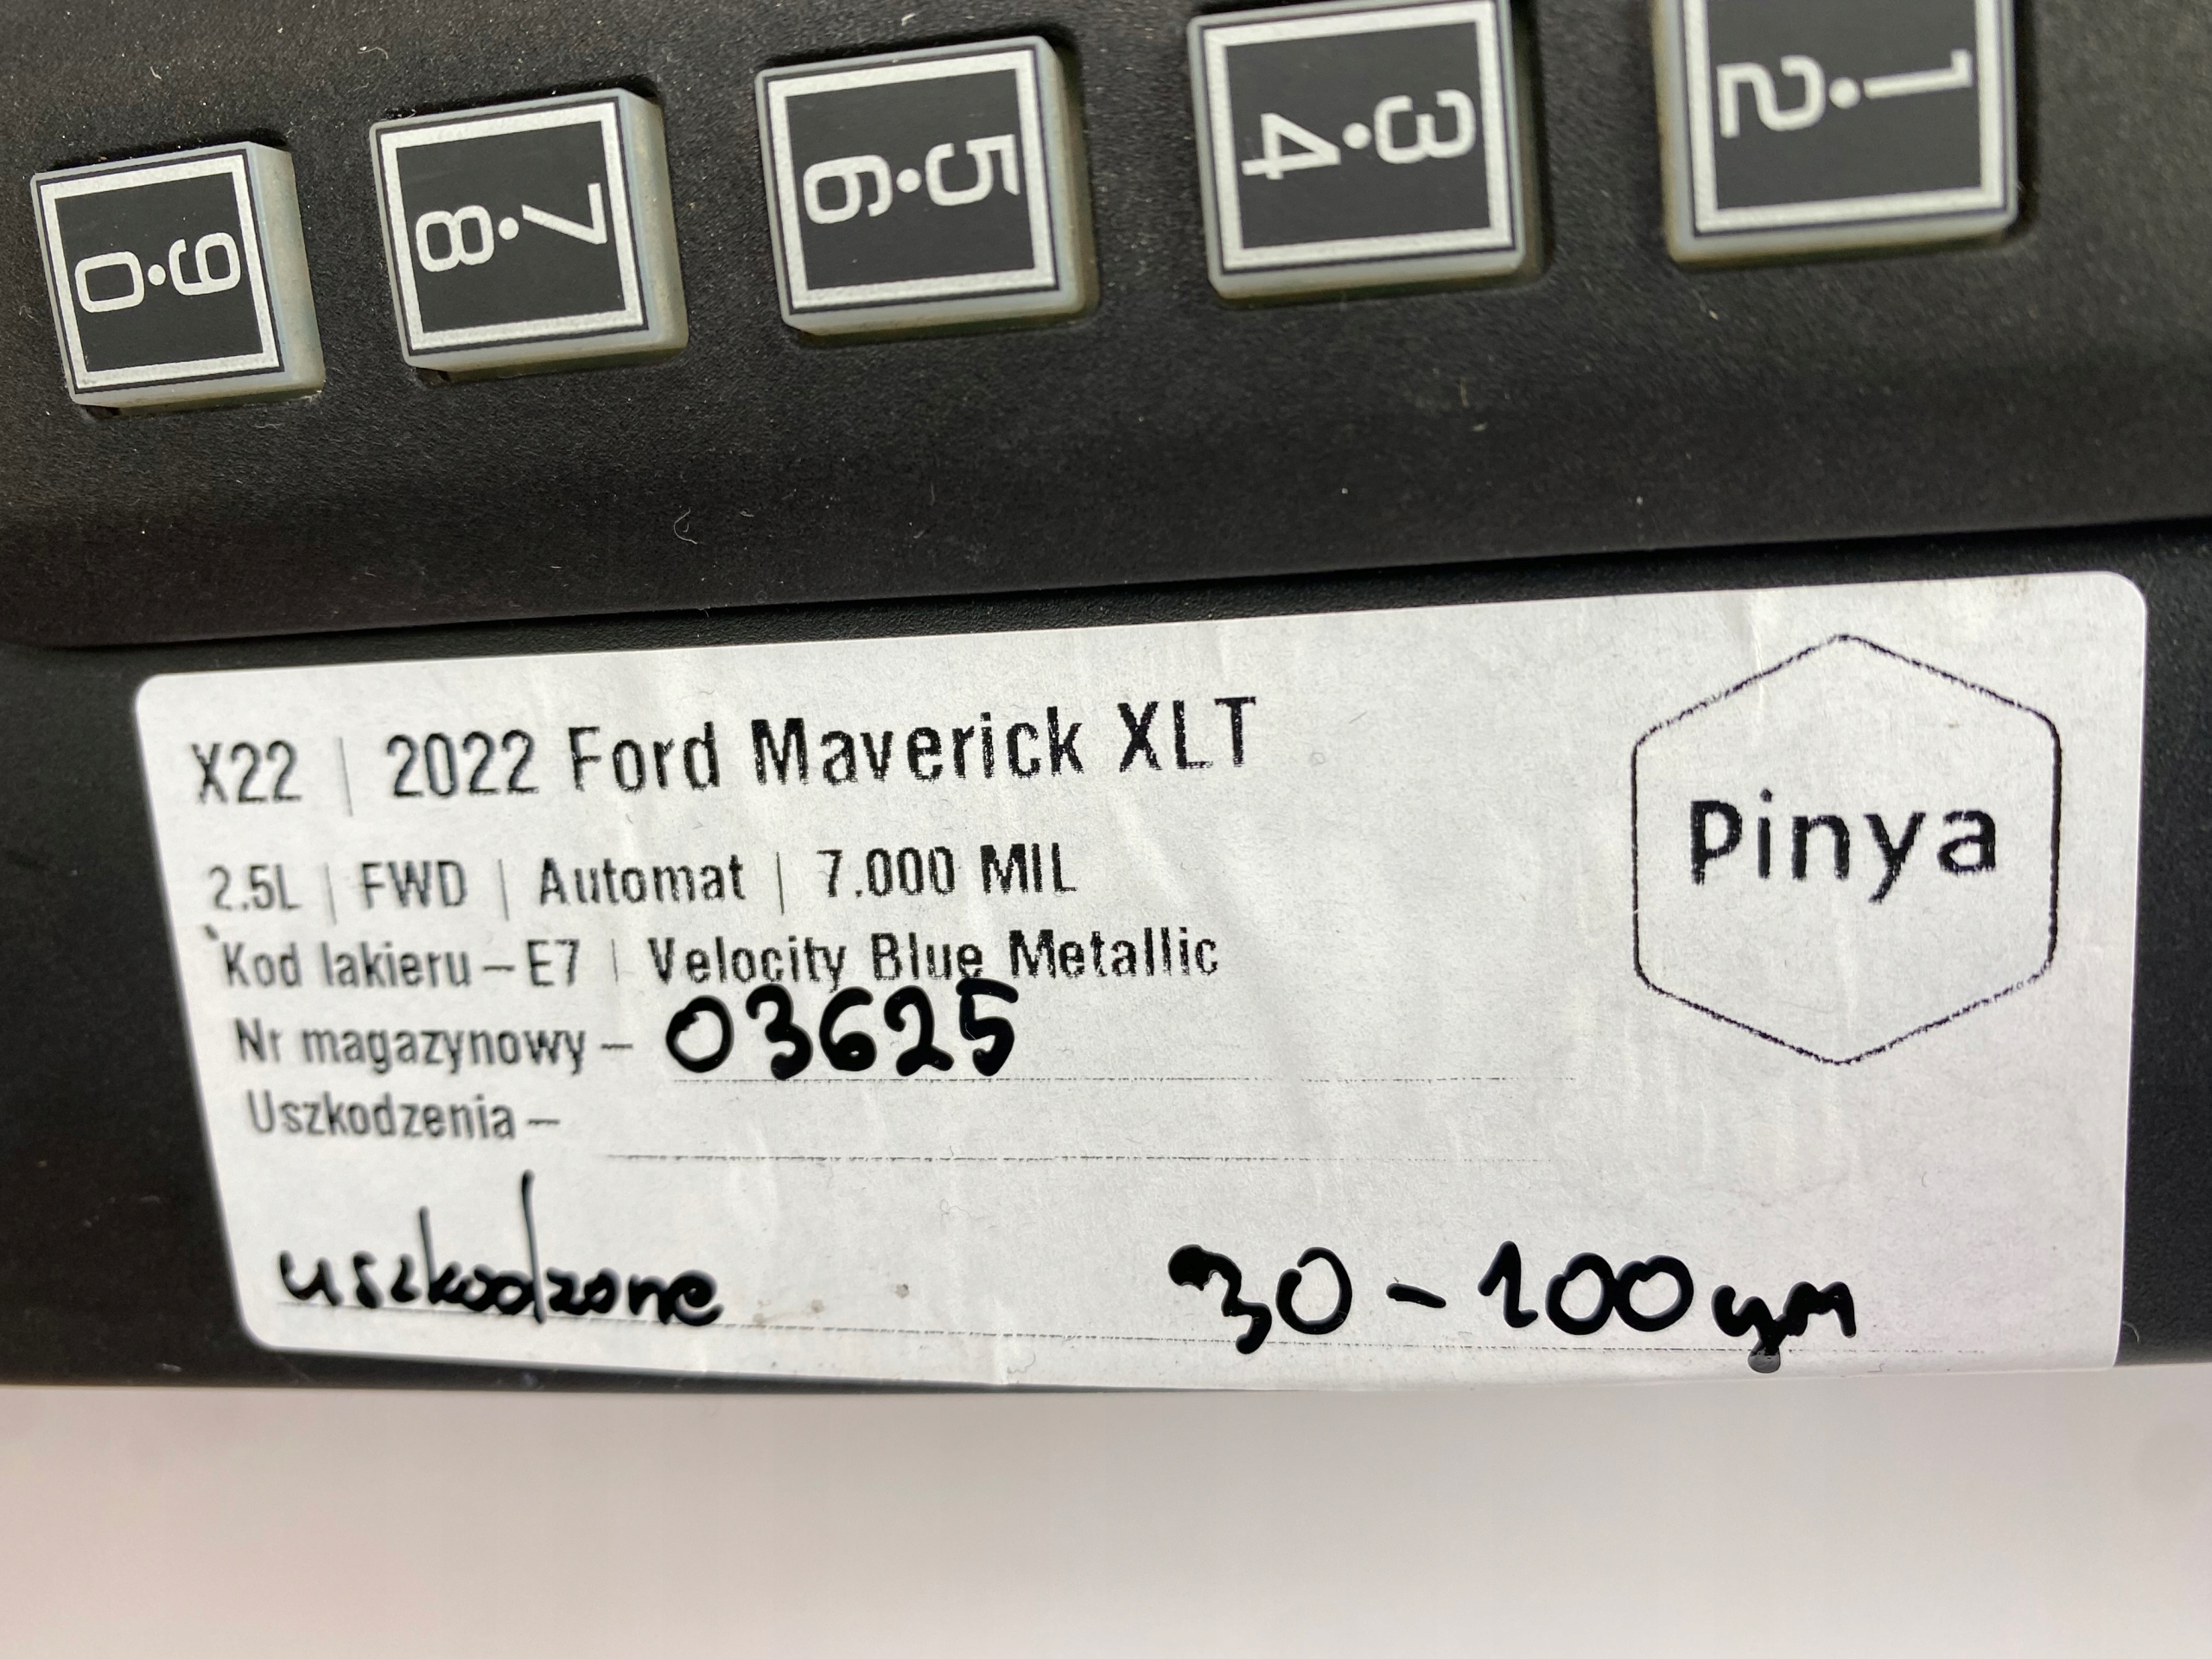 9·0
7·8
5·6
3·4
1·2
X22 | 2022 Ford Maverick XLT
2.5L | FWD | Automat | 7.000 MIL
Kod lakieru – E7 | Velocity Blue Metallic
Nr magazynowy – 03625
Uszkodzenia –
uszkodzone 30-100 ym
Pinya